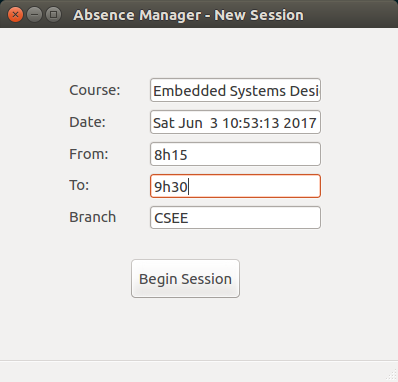 Absence Manager - New Session
Course: Embedded Systems Desi
Date: Sat Jun 3 10:53:13 2017
From: 8h15
To: 9h30
Branch CSEE
Begin Session